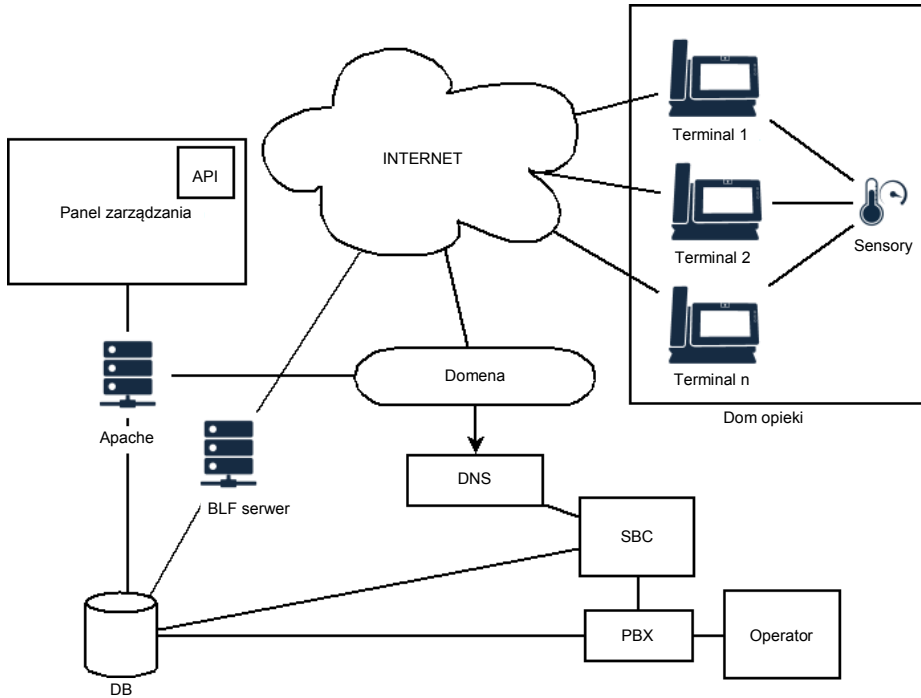 INTERNET
Terminal 1
API
Panel zarządzania
Terminal 2
Sensory
Terminal n
Domena
Dom opieki
Apache
DNS
BLF serwer
SBC
PBX
Operator
DB